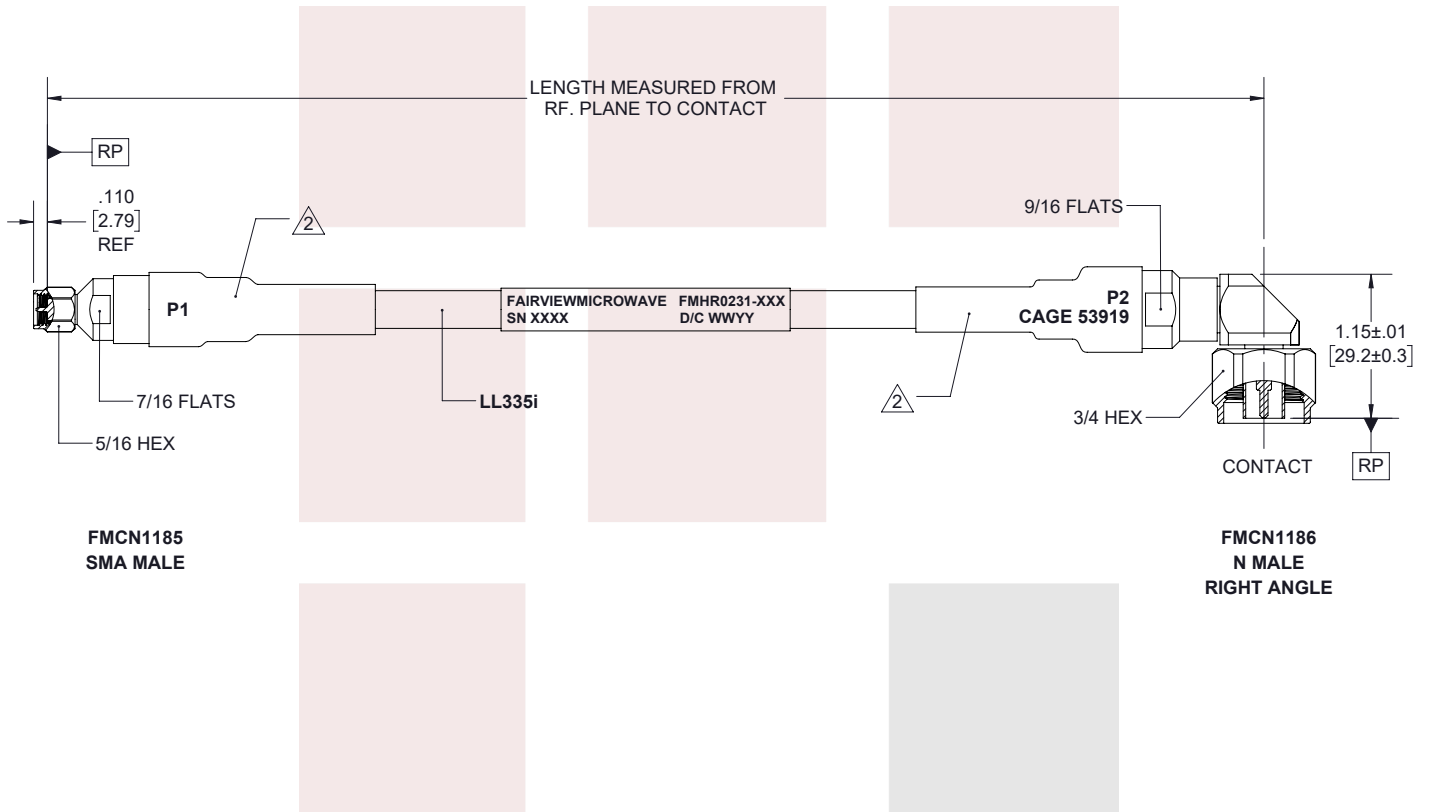 LENGTH MEASURED FROM
RF. PLANE TO CONTACT
RP
.110
[2.79]
REF
2
9/16 FLATS
P1
FAIRVIEWMICROWAVE FMHR0231-XXX
SN XXXX D/C WWYY
P2
CAGE 53919
1.15±.01
[29.2±0.3]
7/16 FLATS
LL335i
2
3/4 HEX
5/16 HEX
CONTACT
RP
FMCN1185
SMA MALE
FMCN1186
N MALE
RIGHT ANGLE